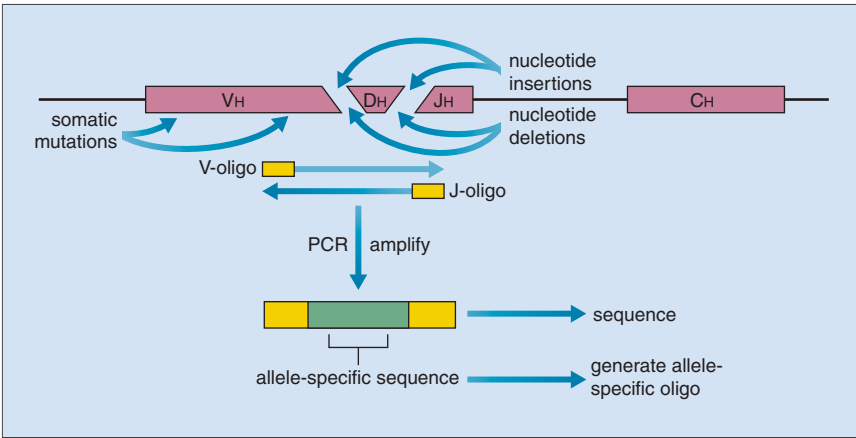 nucleotide
insertions
VH
DH
JH
CH
somatic
mutations
nucleotide
deletions
V-oligo
J-oligo
PCR amplify
sequence
allele-specific sequence
generate allele-
specific oligo